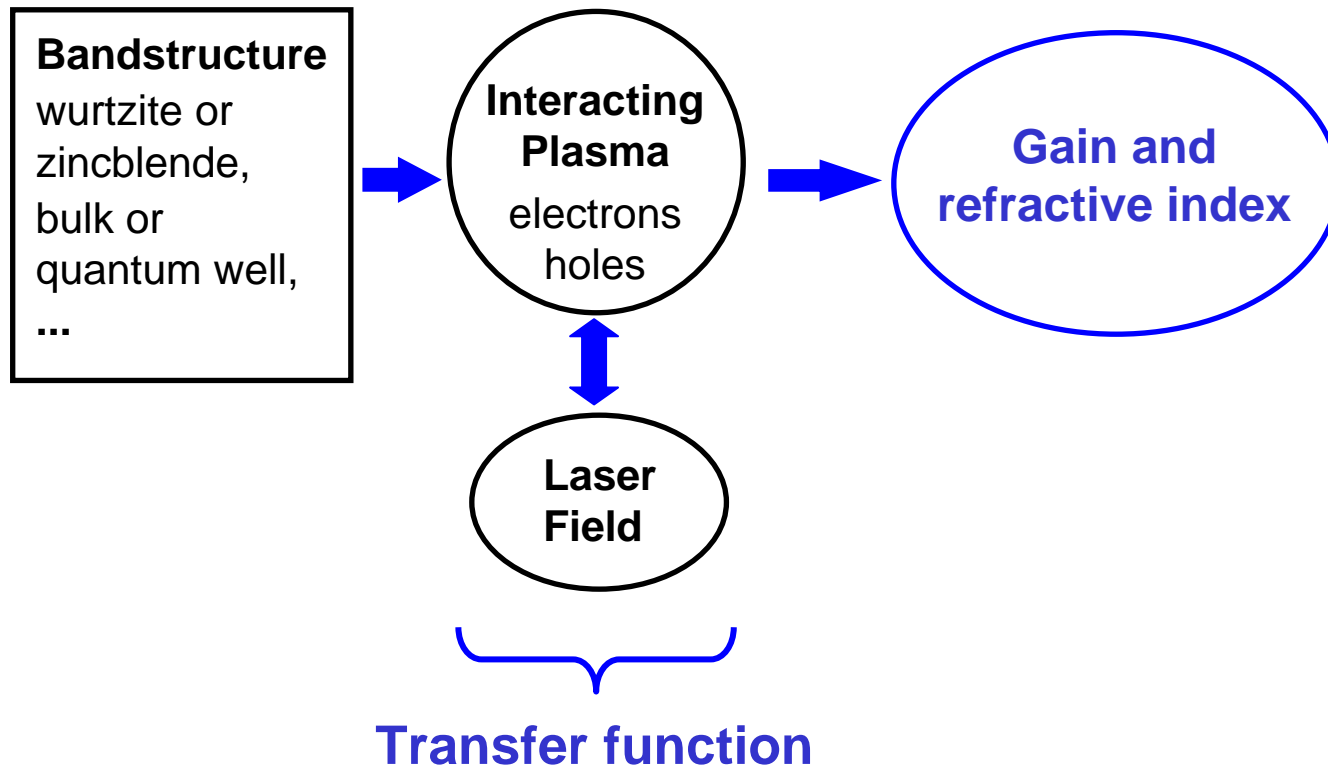 Bandstructure
wurtzite or
zincblende,
bulk or
quantum well,
...
Interacting
Plasma
electrons
holes
Gain and
refractive index
Laser
Field
Transfer function